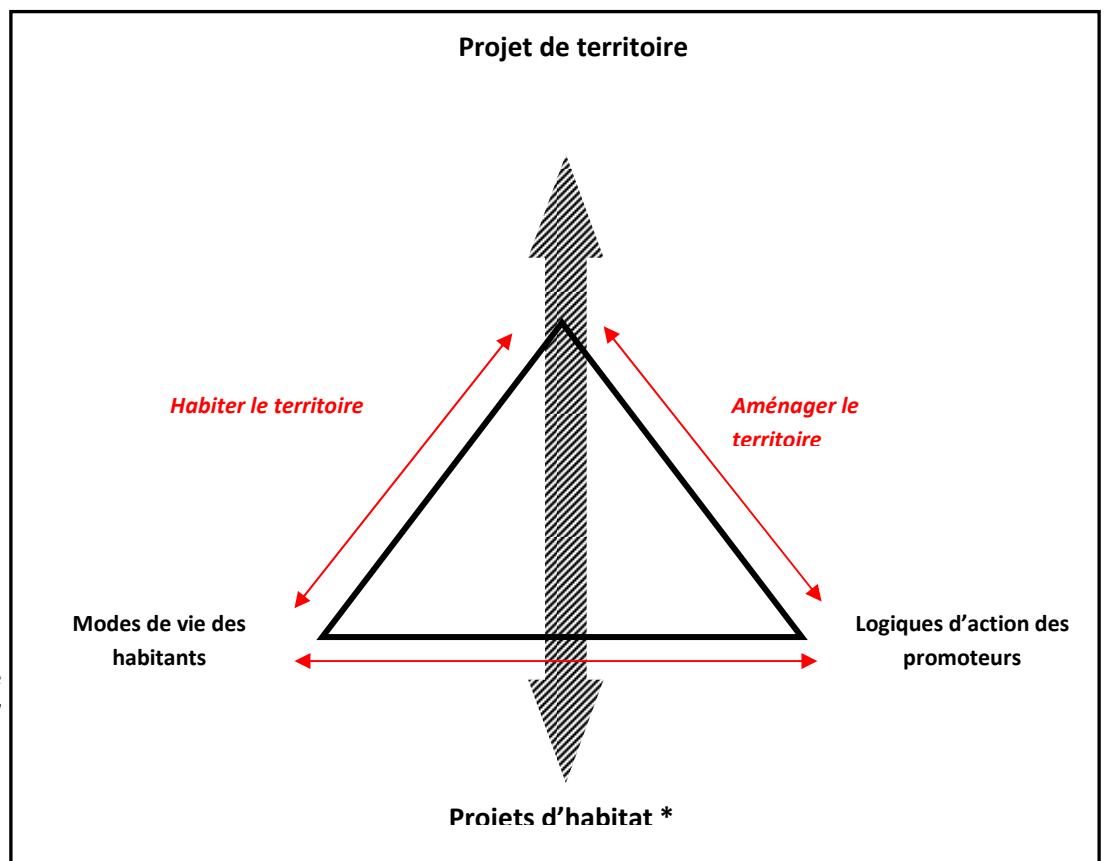 Projet de territoire
Habiter le territoire
Aménager le
territoire
Modes de vie des
habitants
Logiques d’action des
promoteurs
Projets d’habitat *